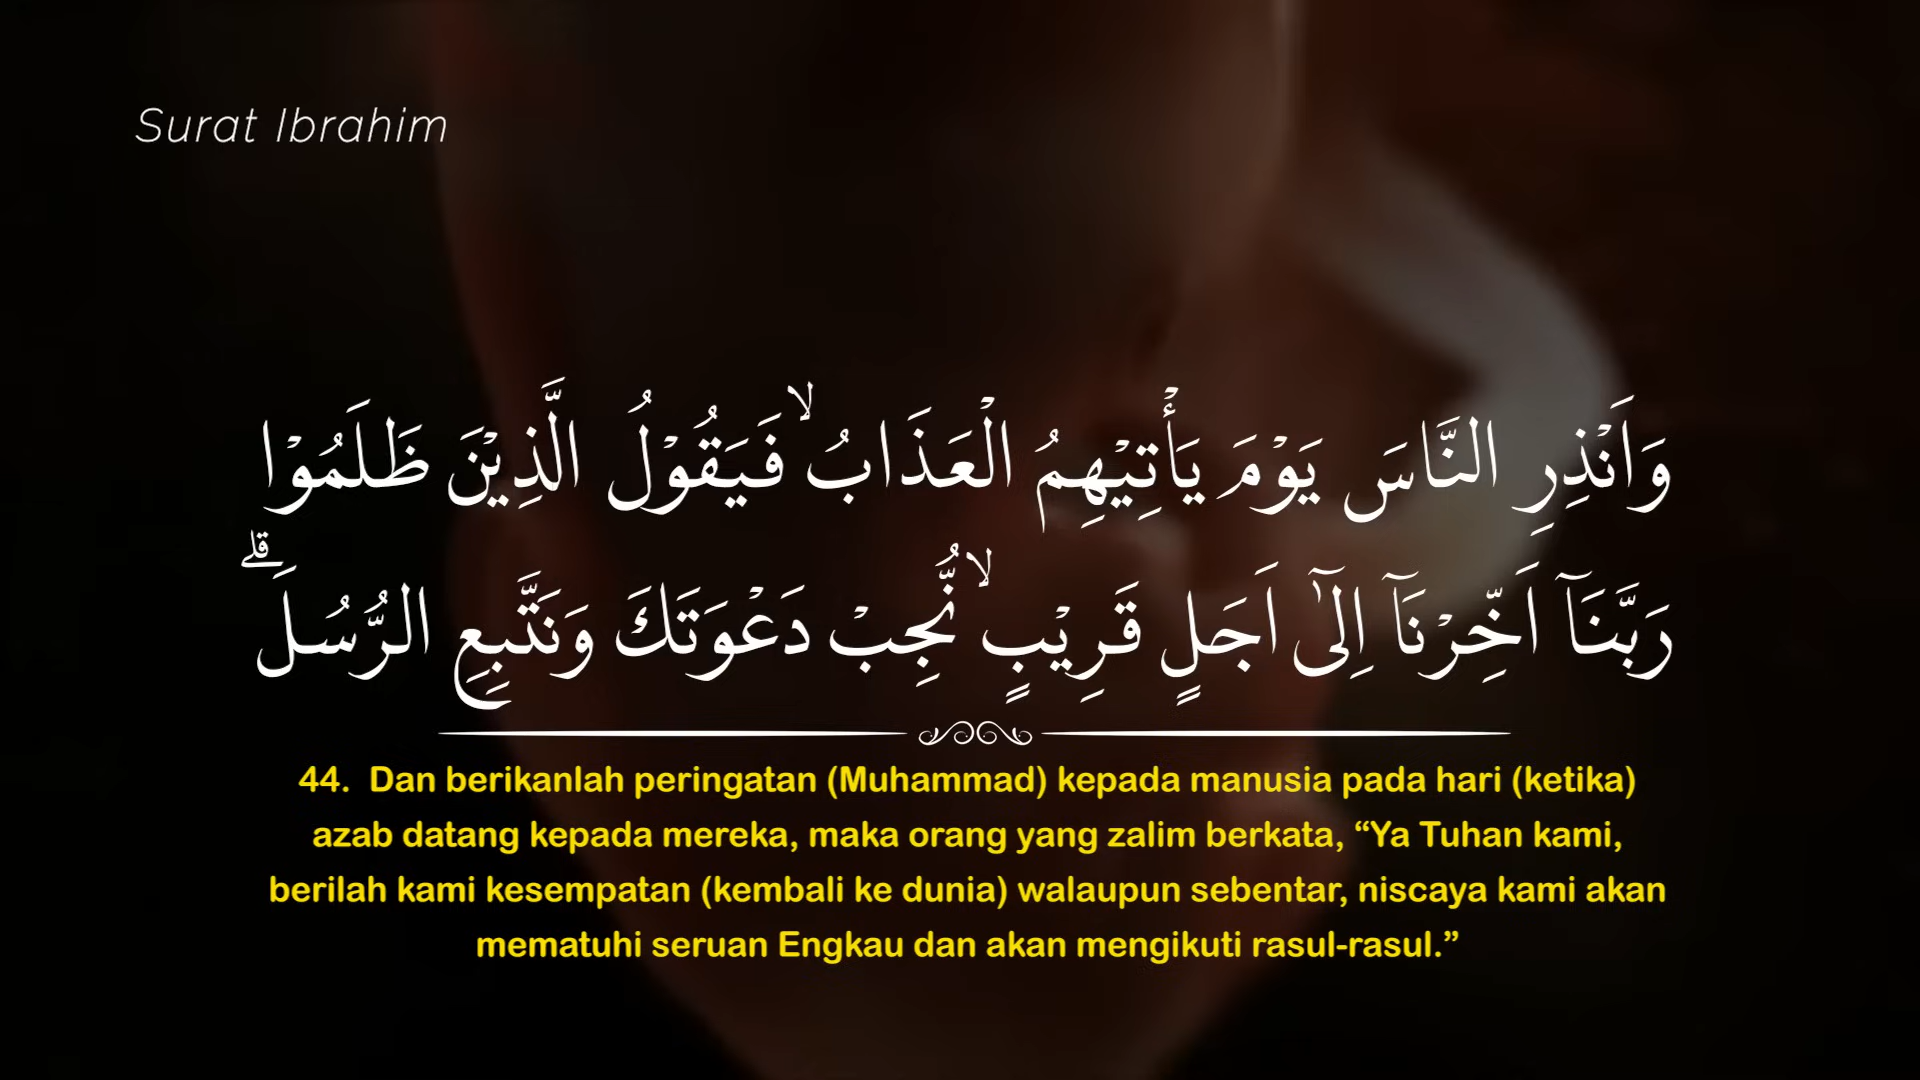 Surat Ibrahim
وَاَنْذِرِ النَّاسَ يَوْمَ يَأْتِيْهِمُ الْعَذَابُۙ فَيَقُوْلُ الَّذِيْنَ ظَلَمُوْا
رَبَّنَآ اَخِّرْنَآ اِلٰٓى اَجَلٍ قَرِيْبٍۙ نُّجِبْ دَعْوَتَكَ وَنَتَّبِعِ الرُّسُلَۗ
44. Dan berikanlah peringatan (Muhammad) kepada manusia pada hari (ketika)
azab datang kepada mereka, maka orang yang zalim berkata, “Ya Tuhan kami,
berilah kami kesempatan (kembali ke dunia) walaupun sebentar, niscaya kami akan
mematuhi seruan Engkau dan akan mengikuti rasul-rasul.”